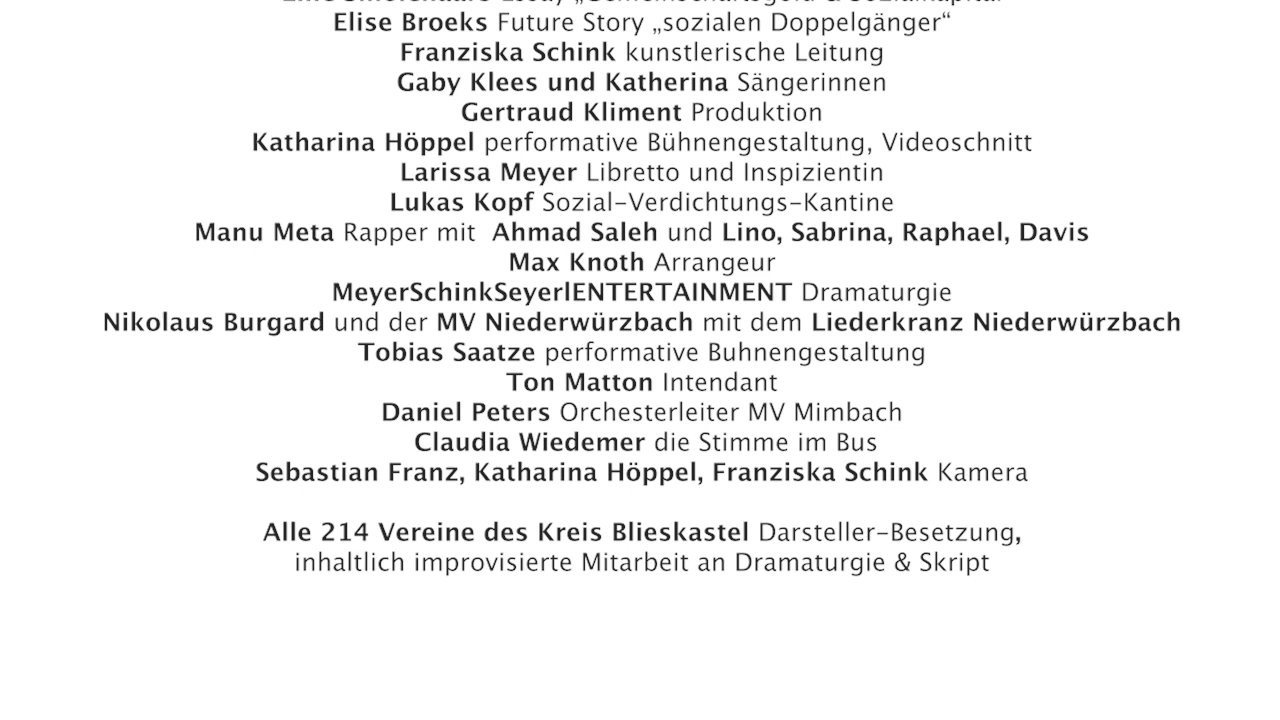 Essay „Gemeinschaftsgeld & Sozialkapital“
Elise Broeks Future Story „sozialen Doppelgänger“
Franziska Schink kunstlerische Leitung
Gaby Klees und Katherina Sängerinnen
Gertraud Kliment Produktion
Katharina Höppel performative Bühnengestaltung, Videoschnitt
Larissa Meyer Libretto und Inspizientin
Lukas Kopf Sozial-Verdichtungs-Kantine
Manu Meta Rapper mit  Ahmad Saleh und Lino, Sabrina, Raphael, Davis
Max Knoth Arrangeur
MeyerSchinkSeyerlENTERTAINMENT Dramaturgie
Nikolaus Burgard und der MV Niederwürzbach mit dem Liederkranz Niederwürzbach
Tobias Saatze performative Buhnengestaltung
Ton Matton Intendant
Daniel Peters Orchesterleiter MV Mimbach
Claudia Wiedemer die Stimme im Bus
Sebastian Franz, Katharina Höppel, Franziska Schink Kamera
Alle 214 Vereine des Kreis Blieskastel Darsteller-Besetzung,
inhaltlich improvisierte Mitarbeit an Dramaturgie & Skript